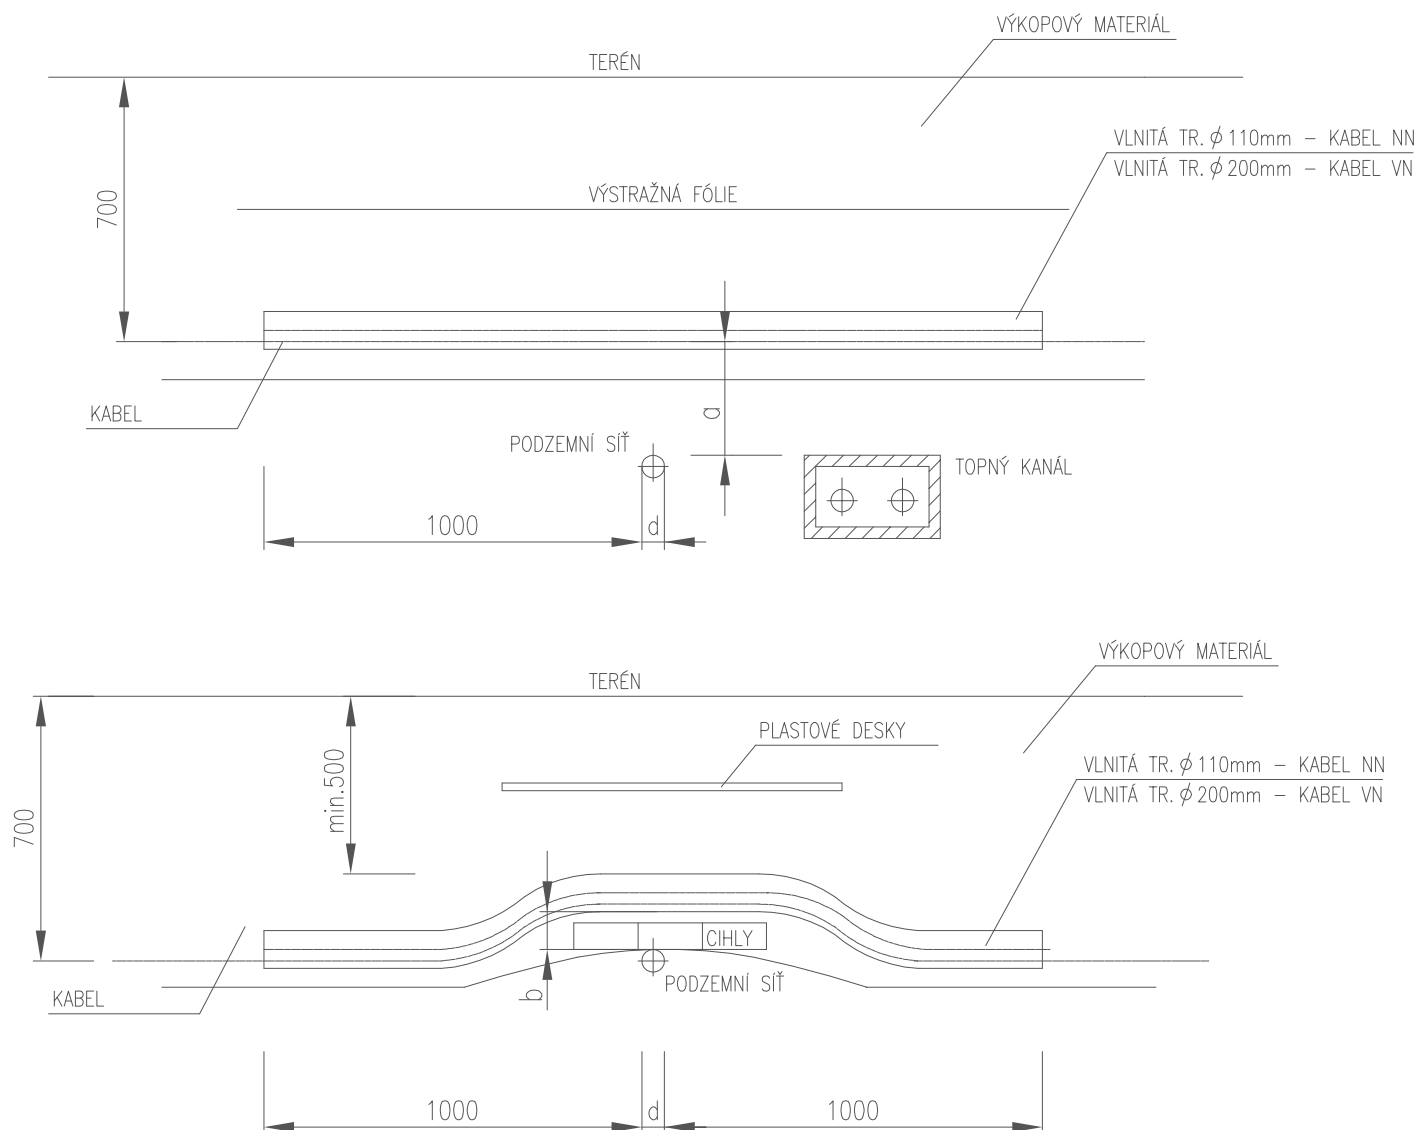 VÝKOPOVÝ MATERIÁL
TERÉN
VLNITÁ TR. ϕ 110mm – KABEL NN
VLNITÁ TR. ϕ 200mm – KABEL VN
700
VÝSTRAŽNÁ FÓLIE
KABEL
a
PODZEMNÍ SÍŤ
TOPNÝ KANÁL
1000
d
VÝKOPOVÝ MATERIÁL
TERÉN
PLASTOVÉ DESKY
VLNITÁ TR. ϕ 110mm – KABEL NN
VLNITÁ TR. ϕ 200mm – KABEL VN
700
min.500
CIHLY
PODZEMNÍ SÍŤ
b
KABEL
1000
d
1000